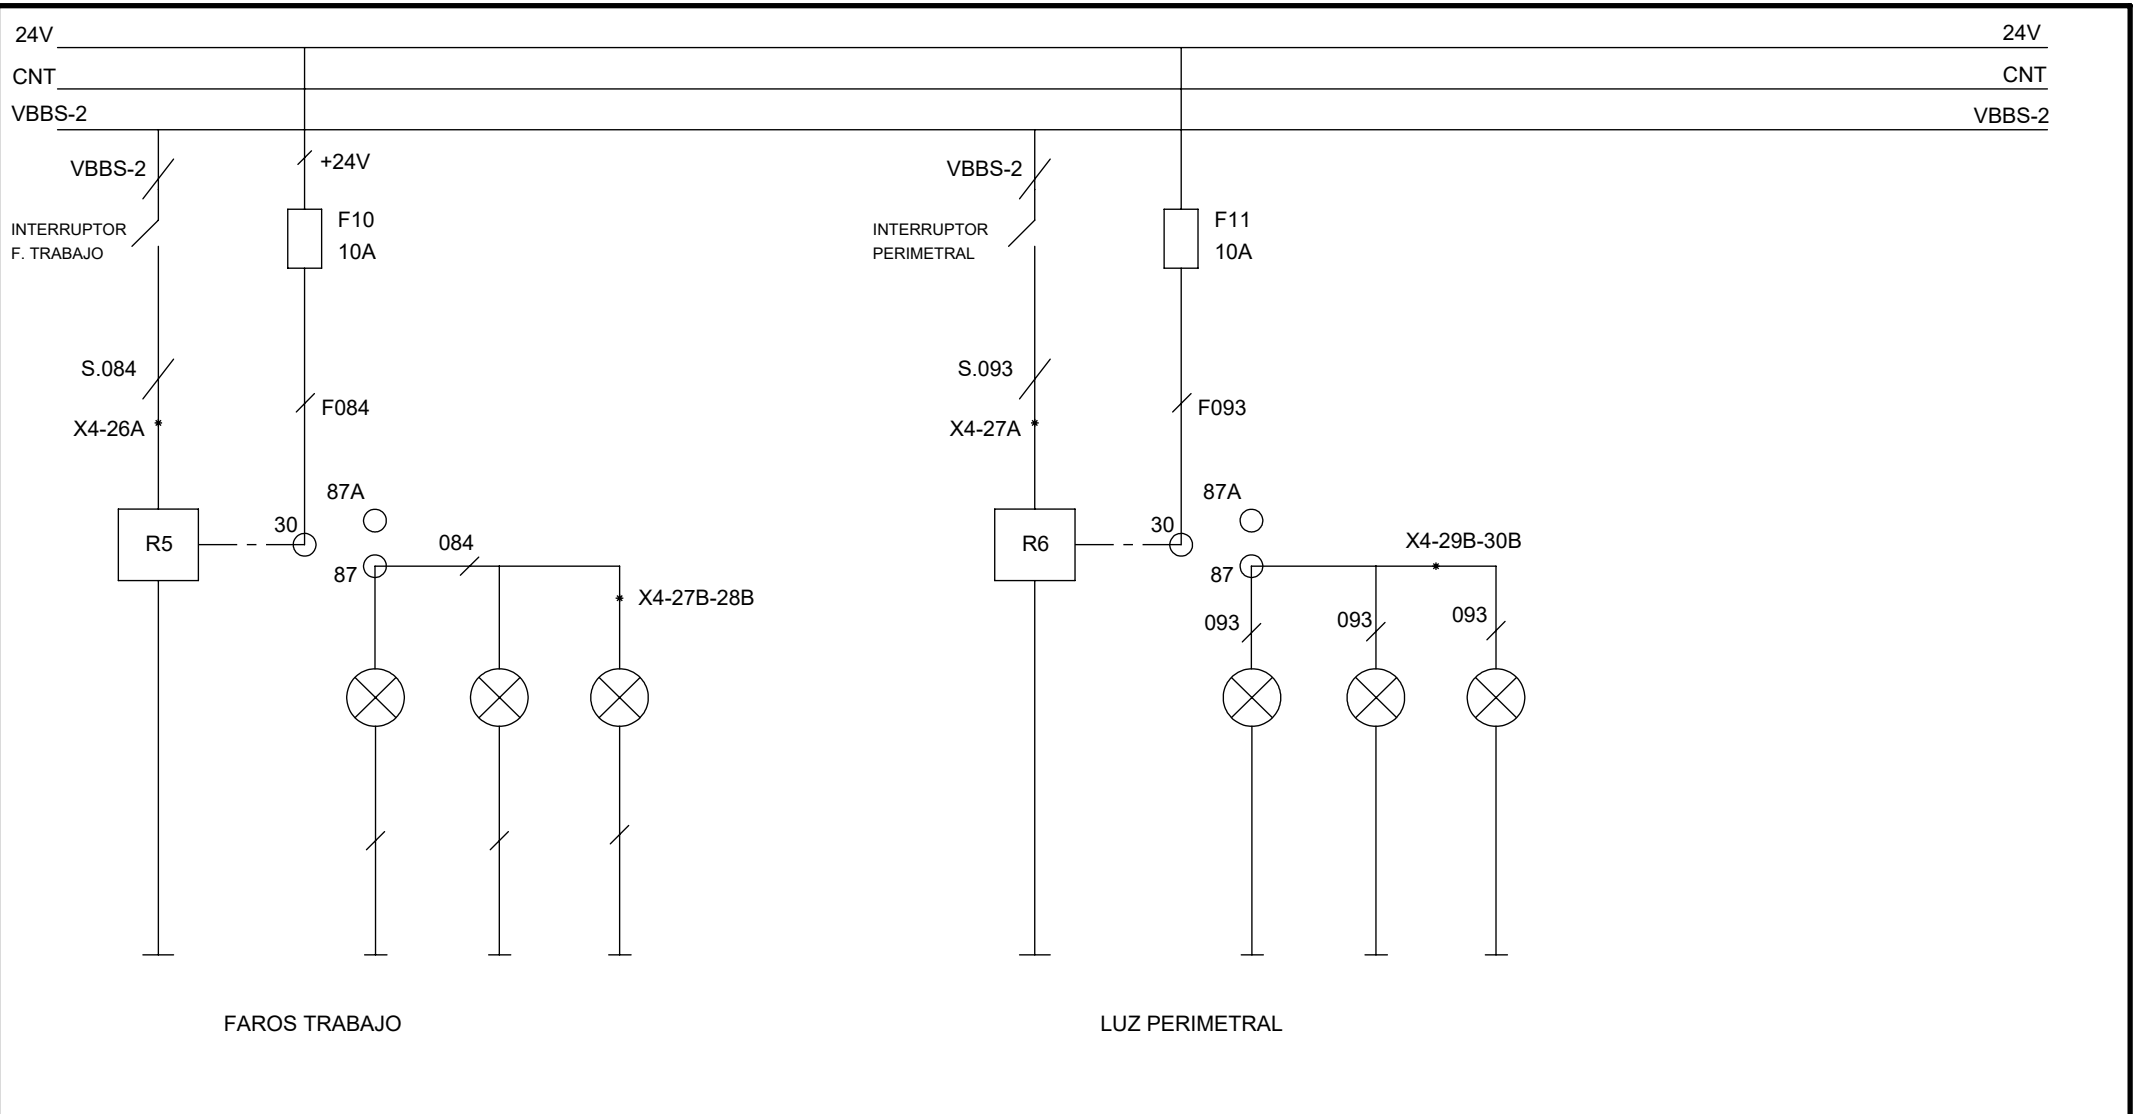 24V
24V
CNT
CNT
VBBS-2
VBBS-2
VBBS-2
+24V
VBBS-2
INTERRUPTOR
F. TRABAJO
F10
10A
INTERRUPTOR
PERIMETRAL
F11
10A
S.084
F084
S.093
F093
X4-26A
X4-27A
87A
87A
R5
30
084
R6
30
X4-29B-30B
87
87
X4-27B-28B
093
093
093
FAROS TRABAJO
LUZ PERIMETRAL